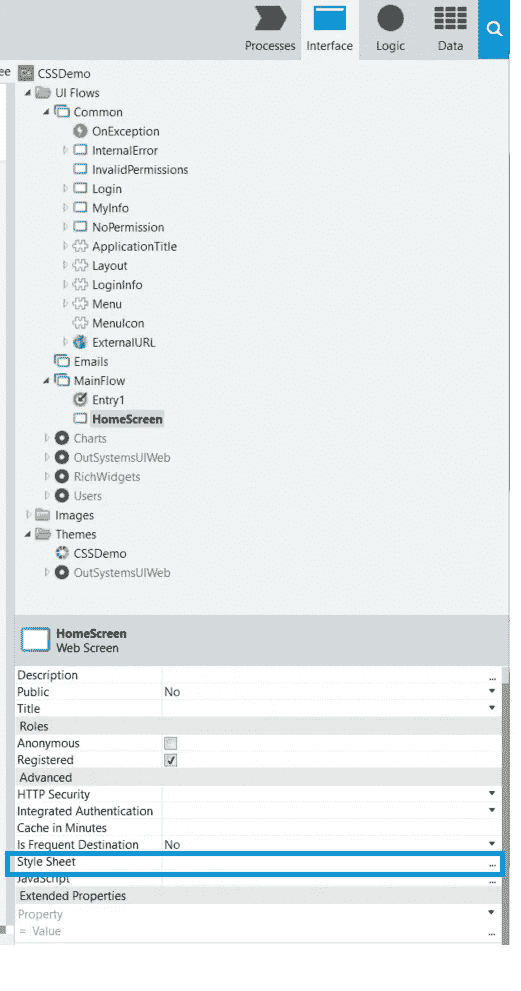 Processes Interface Logic Data
ee CSSDemo
UI Flows
Common
OnException
InternalError
InvalidPermissions
Login
MyInfo
NoPermission
ApplicationTitle
Layout
LoginInfo
Menu
MenuIcon
ExternalURL
Emails
MainFlow
Entry1
HomeScreen
Charts
OutSystemsUIWeb
RichWidgets
Users
Images
Themes
CSSDemo
OutSystemsUIWeb
HomeScreen
Web Screen
Description ...
Public No
Title
Roles
Anonymous
Registered
Advanced
HTTP Security
Integrated Authentication
Cache in Minutes
Is Frequent Destination No
Style Sheet ...
JavaScript ...
Extended Properties
Property
= Value ...